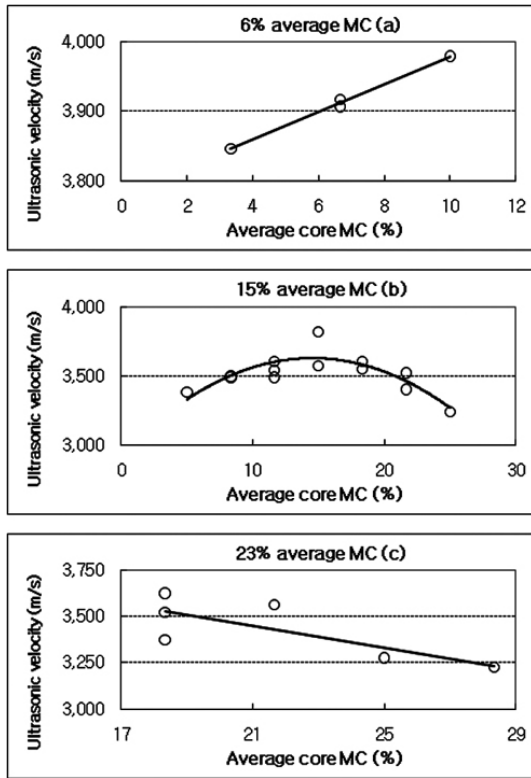 6% average MC (a)
Ultrasonic velocity (m/s)
4,000
3,900
3,800
0 2 4 6 8 10 12
Average core MC (%)
15% average MC (b)
Ultrasonic velocity (m/s)
4,000
3,500
3,000
0 10 20 30
Average core MC (%)
23% average MC (c)
Ultrasonic velocity (m/s)
3,750
3,500
3,250
3,000
17 21 25 29
Average core MC (%)